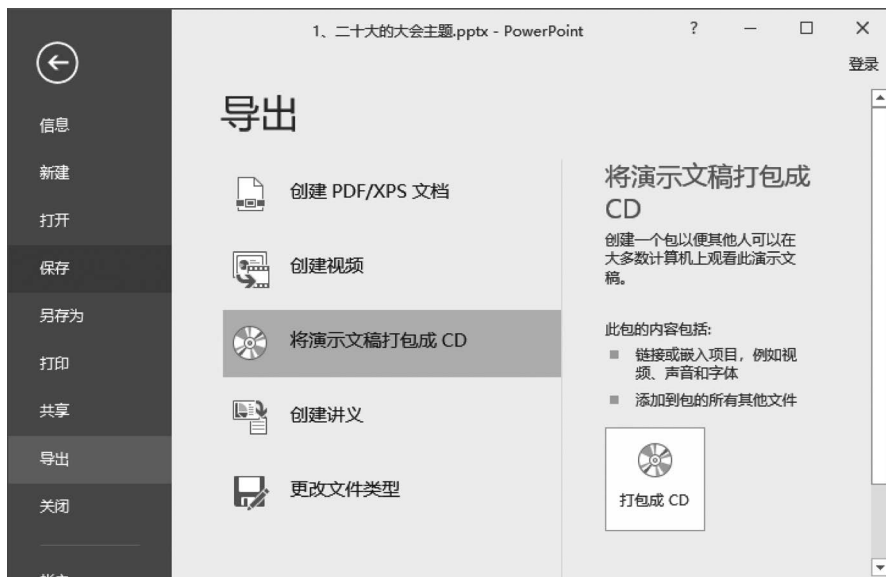 1、二十大的大会主题.pptx - PowerPoint
?
登录
信息
新建
打开
保存
另存为
打印
共享
导出
关闭
导出
创建 PDF/XPS 文档
创建视频
将演示文稿打包成 CD
创建讲义
更改文件类型
将演示文稿打包成
CD
创建一个包以便其他人可以在
大多数计算机上观看此演示文
稿。
此包的内容包括:
链接或嵌入项目，例如视
频、声音和字体
添加到包的所有其他文件
打包成 CD